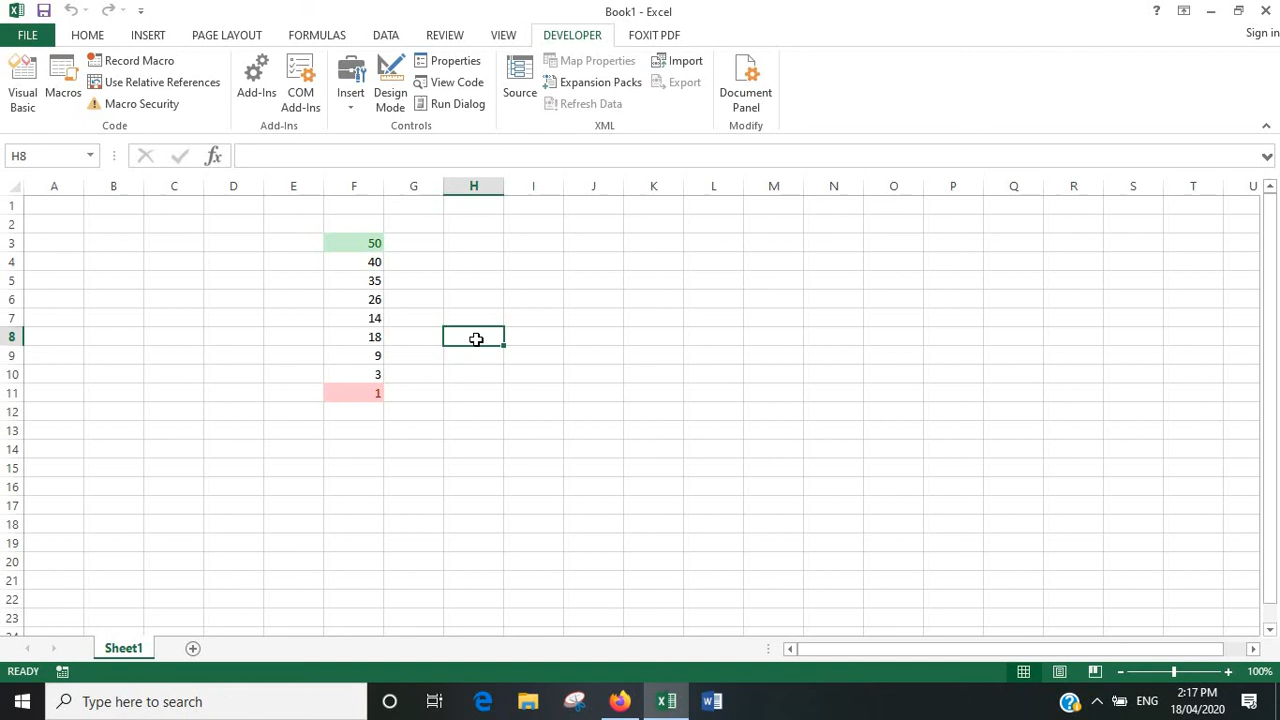 Book1 - Excel
?
FILE HOME INSERT PAGE LAYOUT FORMULAS DATA REVIEW VIEW DEVELOPER FOXIT PDF Sign in
Visual Basic
Macros
Record Macro
Use Relative References
Macro Security
Code
Add-Ins
COM Add-Ins
Add-Ins
Insert
Design Mode
Properties
View Code
Run Dialog
Controls
Source
Map Properties
Expansion Packs
Refresh Data
Import
Export
XML
Document Panel
Modify
H8
fx
A B C D E F G H I J K L M N O P Q R S T U
1
2
3 50
4 40
5 35
6 26
7 14
8 18
9 9
10 3
11 1
12
13
14
15
16
17
18
19
20
21
22
23
24
Sheet1
READY
100%
Type here to search
ENG
2:17 PM
18/04/2020